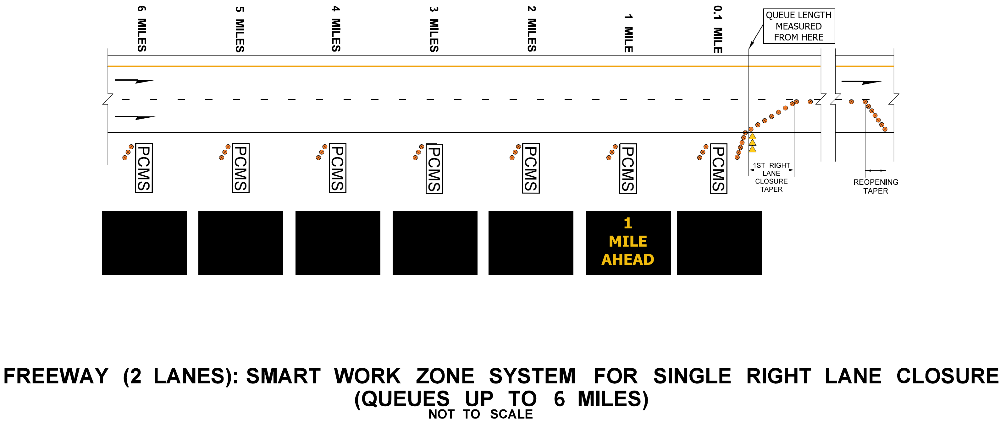 6 MILES
5 MILES
4 MILES
3 MILES
2 MILES
1 MILE
0.1 MILE
QUEUE LENGTH
MEASURED
FROM HERE
PCMS
PCMS
PCMS
PCMS
PCMS
PCMS
PCMS
1ST RIGHT
LANE
CLOSURE
TAPER
REOPENING
TAPER
1
MILE
AHEAD
FREEWAY (2 LANES): SMART WORK ZONE SYSTEM FOR SINGLE RIGHT LANE CLOSURE
(QUEUES UP TO 6 MILES)
NOT TO SCALE